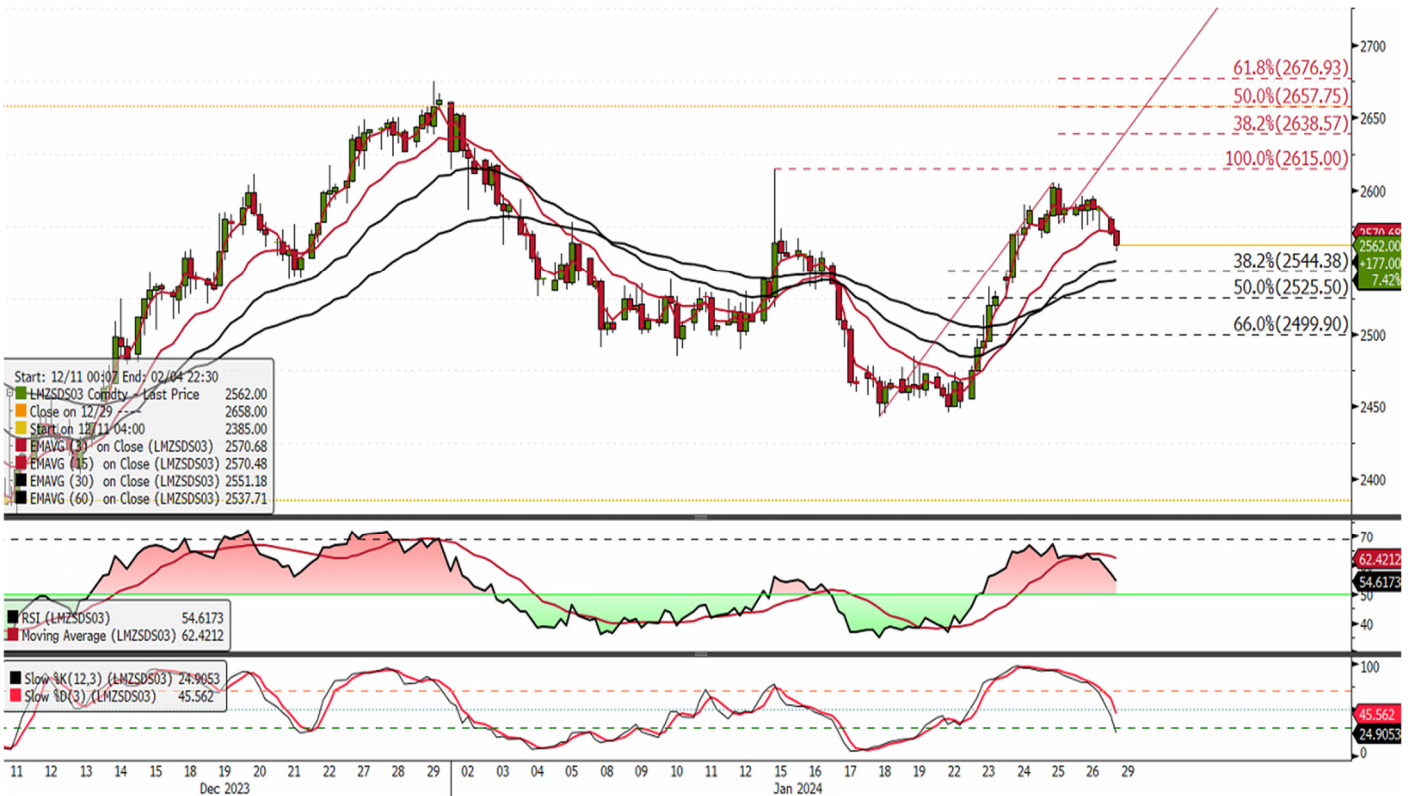 2700
61.8%(2676.93)
50.0%(2657.75)
2650
38.2%(2638.57)
100.0%(2615.00)
2600
2570.68
2562.00
38.2%(2544.38)
+177.00
7.42%
50.0%(2525.50)
66.0%(2499.90)
2500
2450
2400
Start: 12/11 00:07 End: 02/04 22:30
LMZSDS03 Comdty - Last Price 2562.00
Close on 12/29 ---- 2658.00
Start on 12/11 04:00 2385.00
EMAVG (3) on Close (LMZSDS03) 2570.68
EMAVG (15) on Close (LMZSDS03) 2570.48
EMAVG (30) on Close (LMZSDS03) 2551.18
EMAVG (60) on Close (LMZSDS03) 2537.71
70
62.4212
54.6173
50
40
RSI (LMZSDS03) 54.6173
Moving Average (LMZSDS03) 62.4212
100
45.562
24.9053
0
Slow %K(12,3) (LMZSDS03) 24.9053
Slow %D(3) (LMZSDS03) 45.562
11 12 13 14 15 18 19 20 21 22 27 28 29 02 03 04 05 08 09 10 11 12 15 16 17 18 19 22 23 24 25 26 29
Dec 2023 Jan 2024